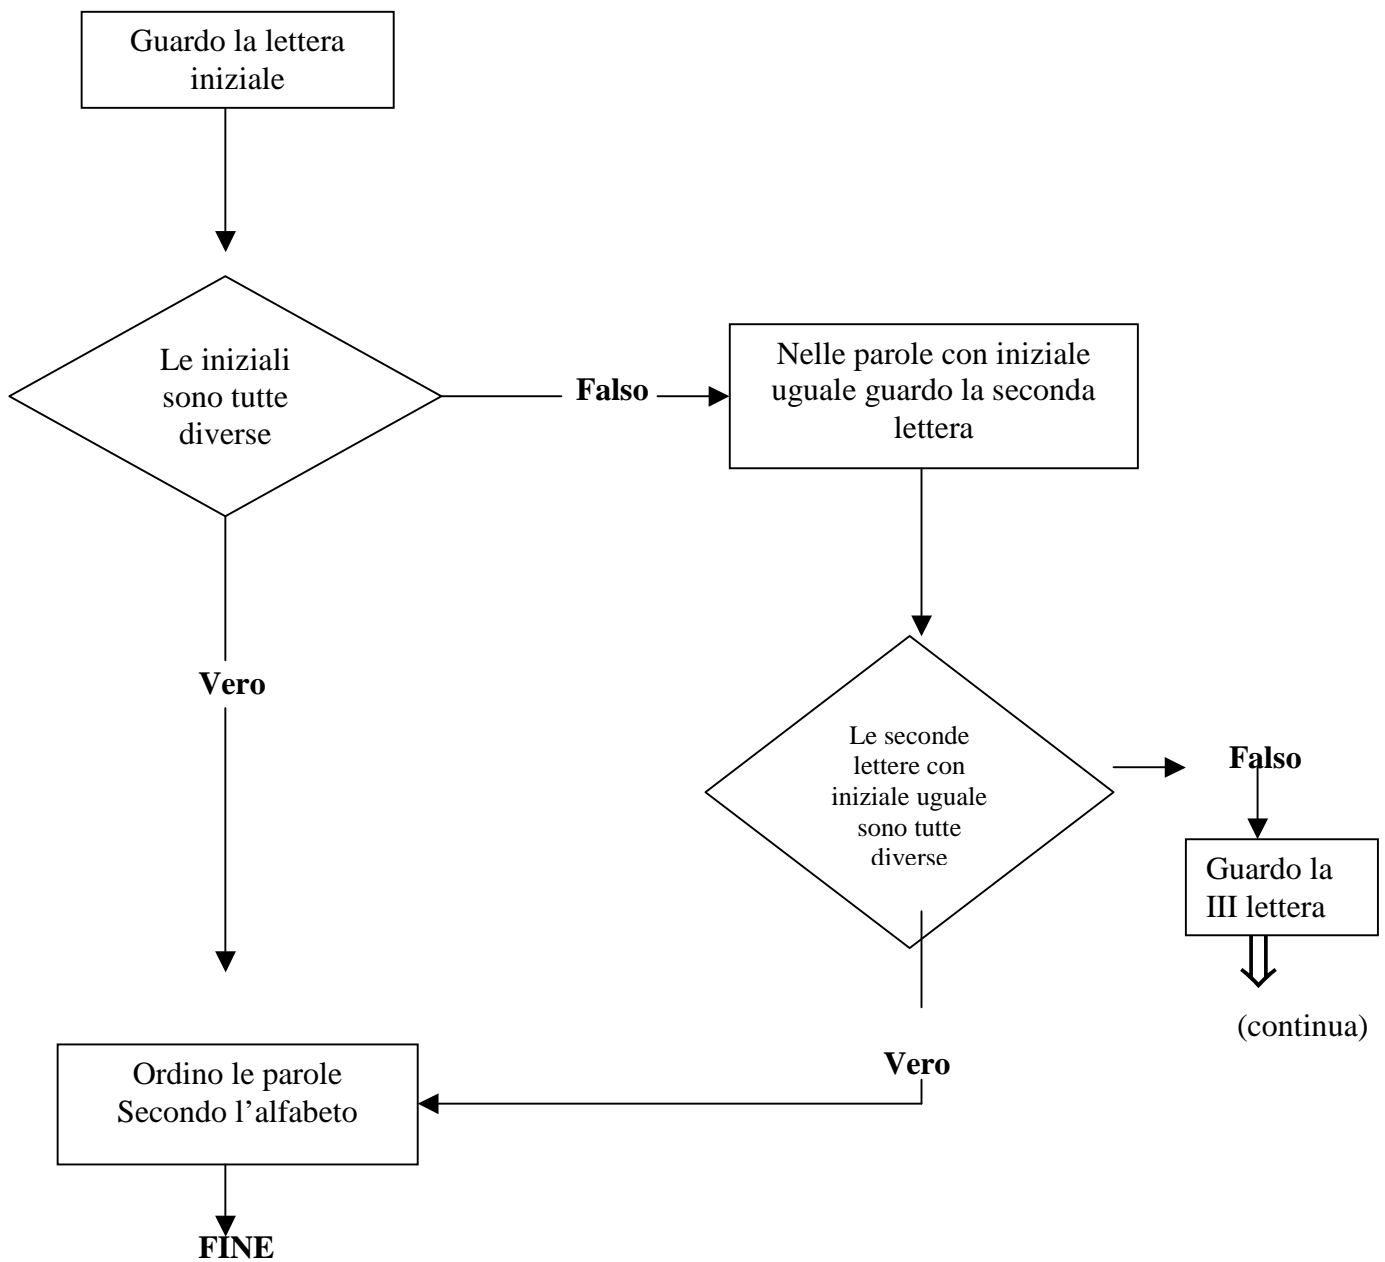 Guardo la lettera
iniziale
Le iniziali
sono tutte
diverse
Falso
Nelle parole con iniziale
uguale guardo la seconda
lettera
Vero
Le seconde
lettere con
iniziale uguale
sono tutte
diverse
Falso
Guardo la
III lettera
(continua)
Vero
Ordino le parole
Secondo l’alfabeto
FINE